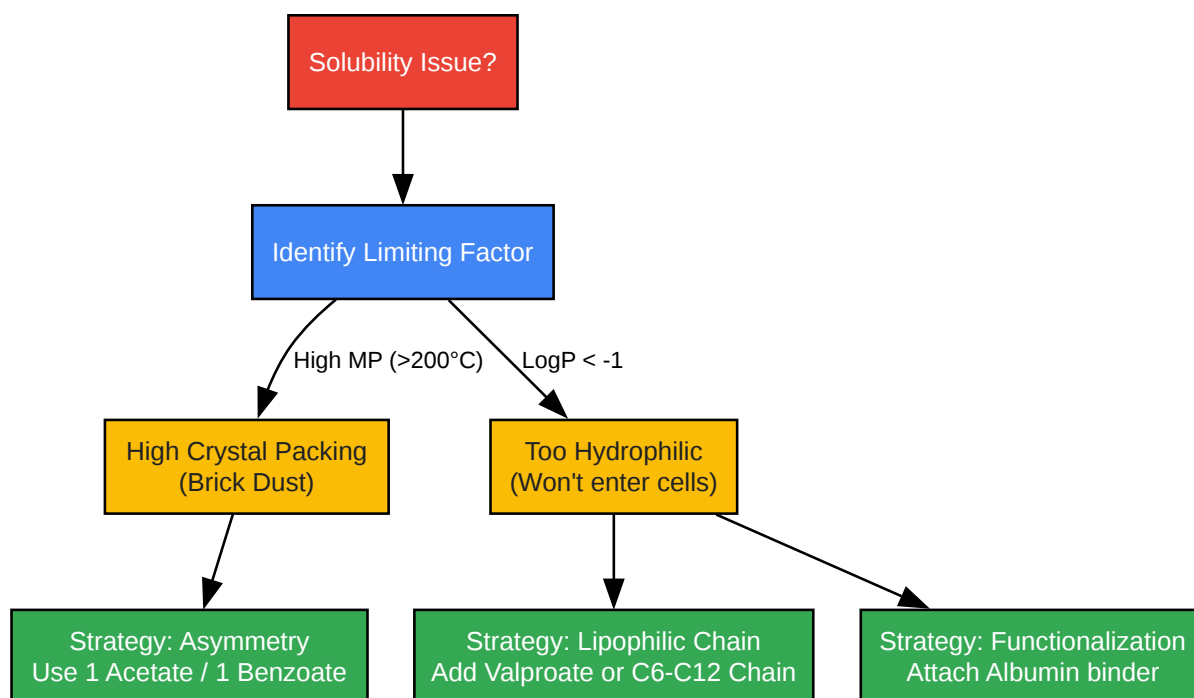 Solubility Issue?
Identify Limiting Factor
High MP (>200°C)
LogP < -1
High Crystal Packing
(Brick Dust)
Too Hydrophilic
(Won't enter cells)
Strategy: Asymmetry
Use 1 Acetate / 1 Benzoate
Strategy: Lipophilic Chain
Add Valproate or C6-C12 Chain
Strategy: Functionalization
Attach Albumin binder